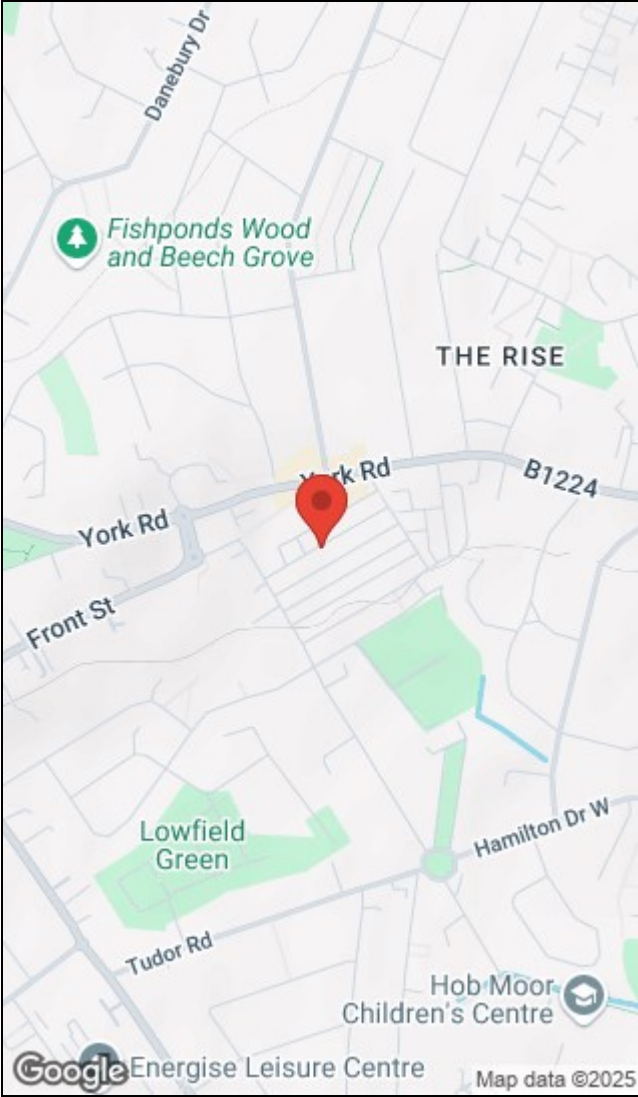 Danebury Dr
Fishponds Wood
and Beech Grove
THE RISE
York Rd
B1224
York Rd
Front St
Lowfield
Green
Hamilton Dr W
Tudor Rd
Hob Moor
Children's Centre
Energise Leisure Centre
Google
Map data ©2025